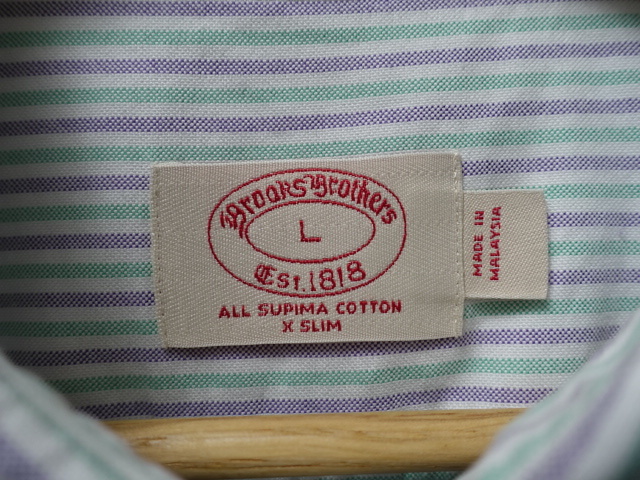 Brooks Brothers
L
Est. 1818
ALL SUPIMA COTTON
X SLIM
MADE IN
MALAYSIA